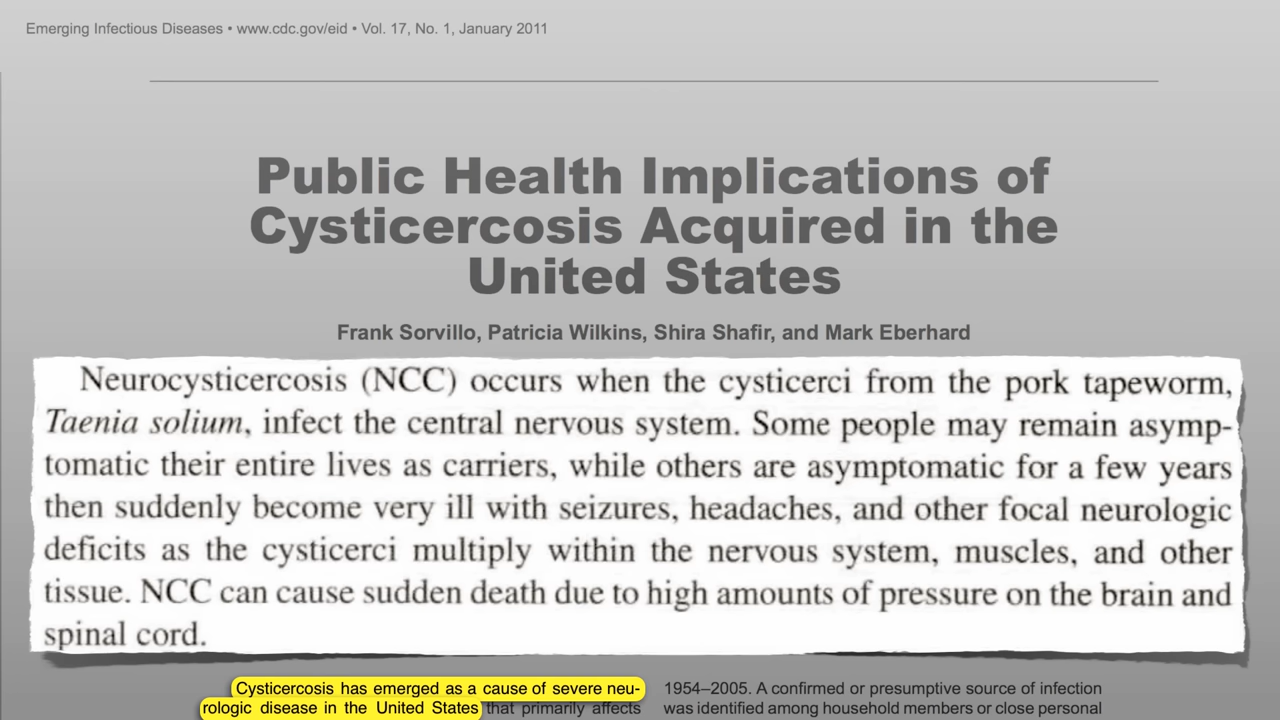 Emerging Infectious Diseases • www.cdc.gov/eid • Vol. 17, No. 1, January 2011
Public Health Implications of
Cysticercosis Acquired in the
United States
Frank Sorvillo, Patricia Wilkins, Shira Shafir, and Mark Eberhard
Neurocysticercosis (NCC) occurs when the cysticerci from the pork tapeworm,
Taenia solium, infect the central nervous system. Some people may remain asymp-
tomatic their entire lives as carriers, while others are asymptomatic for a few years
then suddenly become very ill with seizures, headaches, and other focal neurologic
deficits as the cysticerci multiply within the nervous system, muscles, and other
tissue. NCC can cause sudden death due to high amounts of pressure on the brain and
spinal cord.
Cysticercosis has emerged as a cause of severe neu-
rologic disease in the United States that primarily affects
1954–2005. A confirmed or presumptive source of infection
was identified among household members or close personal